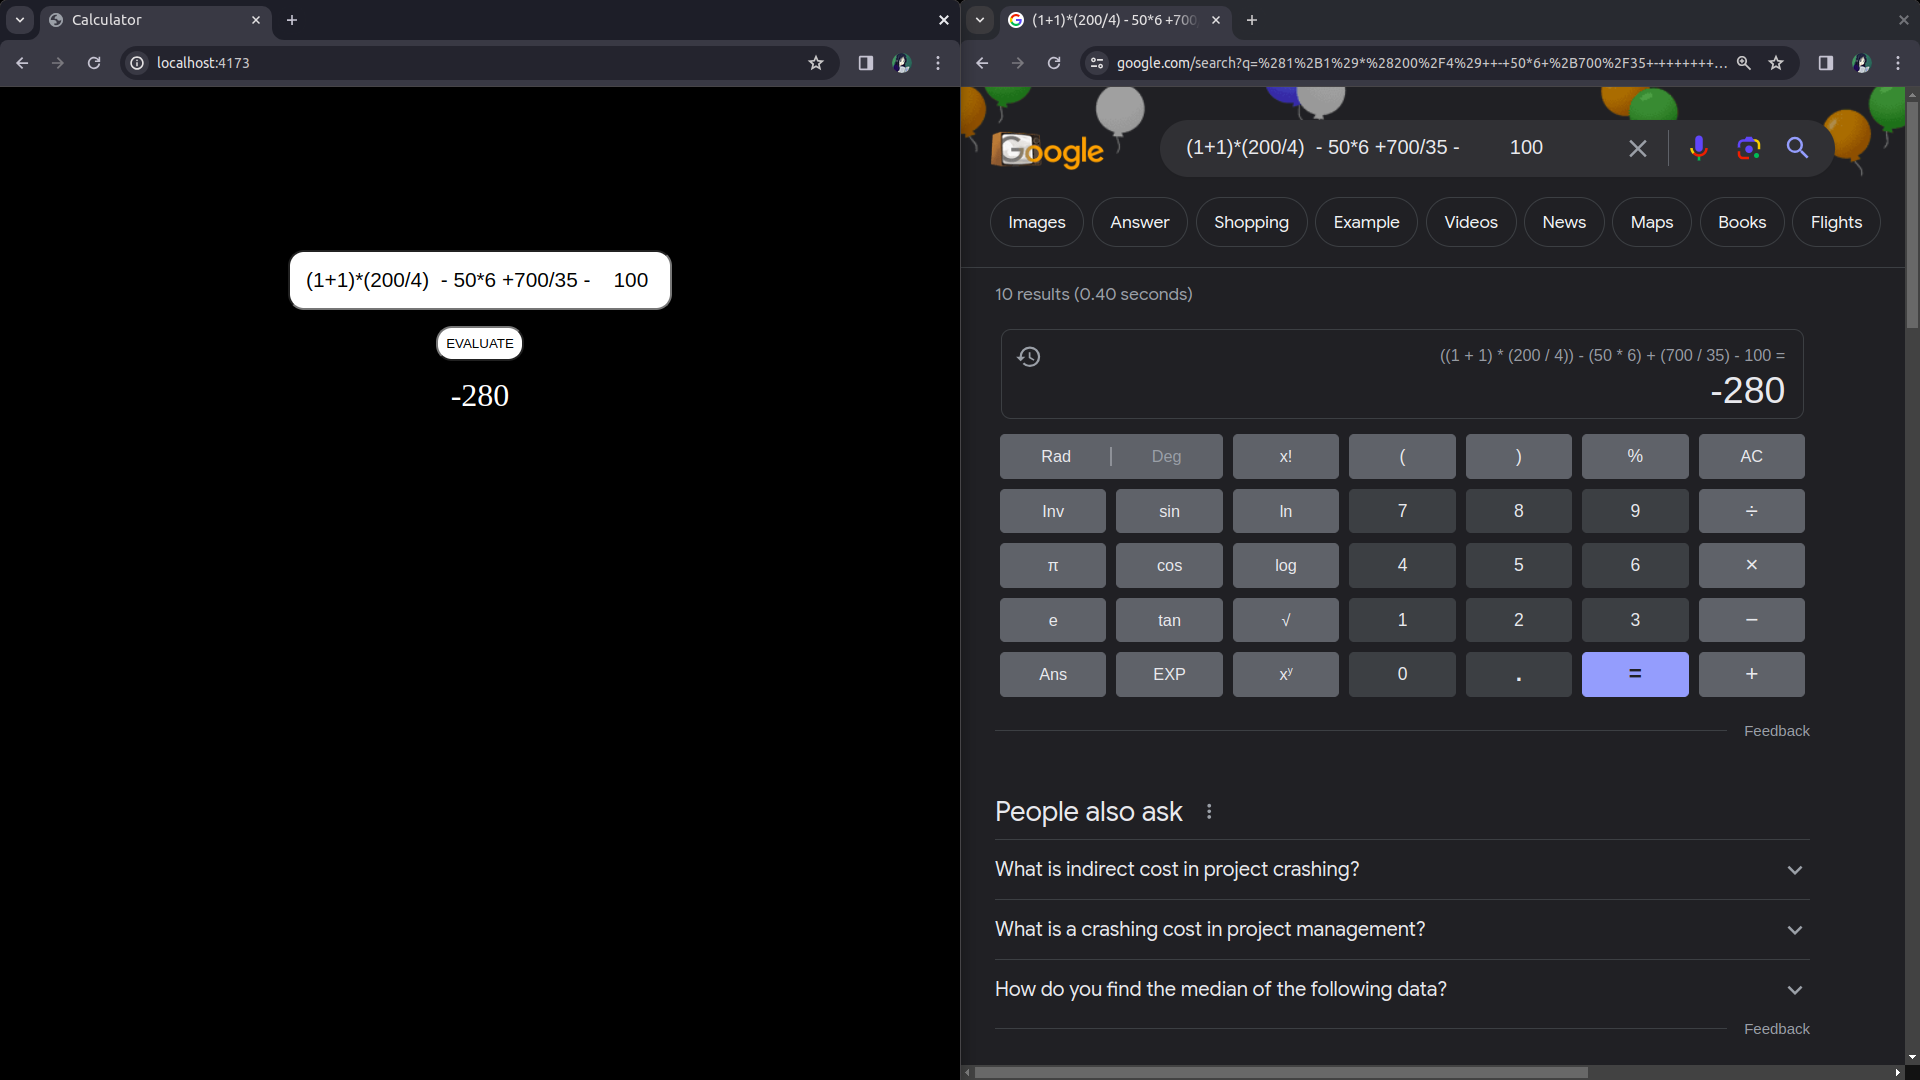 Calculator
localhost:4173
(1+1)*(200/4)  - 50*6 +700/35 -    100
EVALUATE
-280
(1+1)*(200/4) - 50*6 +700
google.com/search?q=%281%2B1%29*%28200%2F4%29++-+50*6+%2B700%2F35+-+++++++...
Google
(1+1)*(200/4)  - 50*6 +700/35 -         100
Images Answer Shopping Example Videos News Maps Books Flights
10 results (0.40 seconds)
((1 + 1) * (200 / 4)) - (50 * 6) + (700 / 35) - 100 =
-280
Rad | Deg x! ( ) % AC
Inv sin ln 7 8 9 ÷
π cos log 4 5 6 ×
e tan √ 1 2 3 −
Ans EXP xʸ 0 . = +
Feedback
People also ask
What is indirect cost in project crashing?
What is a crashing cost in project management?
How do you find the median of the following data?
Feedback